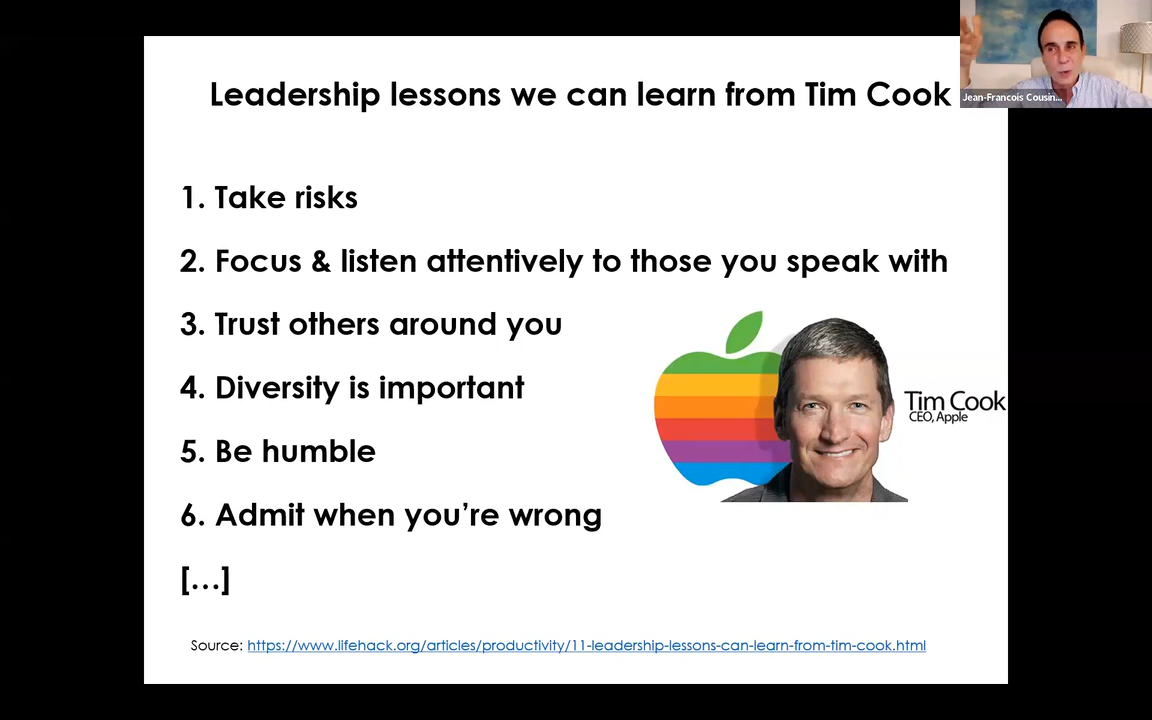 Leadership lessons we can learn from Tim Cook
Jean-Francois Cousin...
1. Take risks
2. Focus & listen attentively to those you speak with
3. Trust others around you
4. Diversity is important
5. Be humble
6. Admit when you’re wrong
[…]
Tim Cook
CEO, Apple
Source: https://www.lifehack.org/articles/productivity/11-leadership-lessons-can-learn-from-tim-cook.html